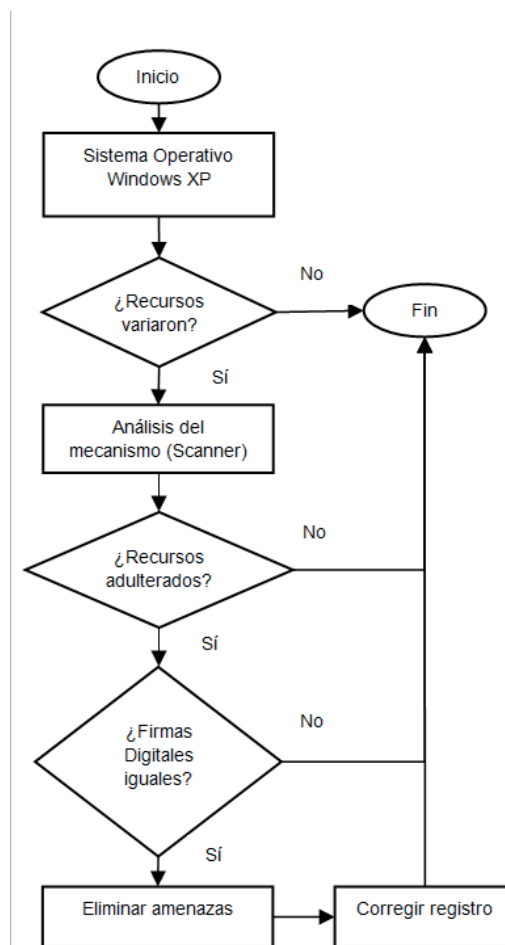 Inicio
Sistema Operativo
Windows XP
¿Recursos
variaron?
No
Fin
Sí
Análisis del
mecanismo (Scanner)
¿Recursos
adulterados?
No
Sí
¿Firmas
Digitales
iguales?
No
Sí
Eliminar amenazas
Corregir registro